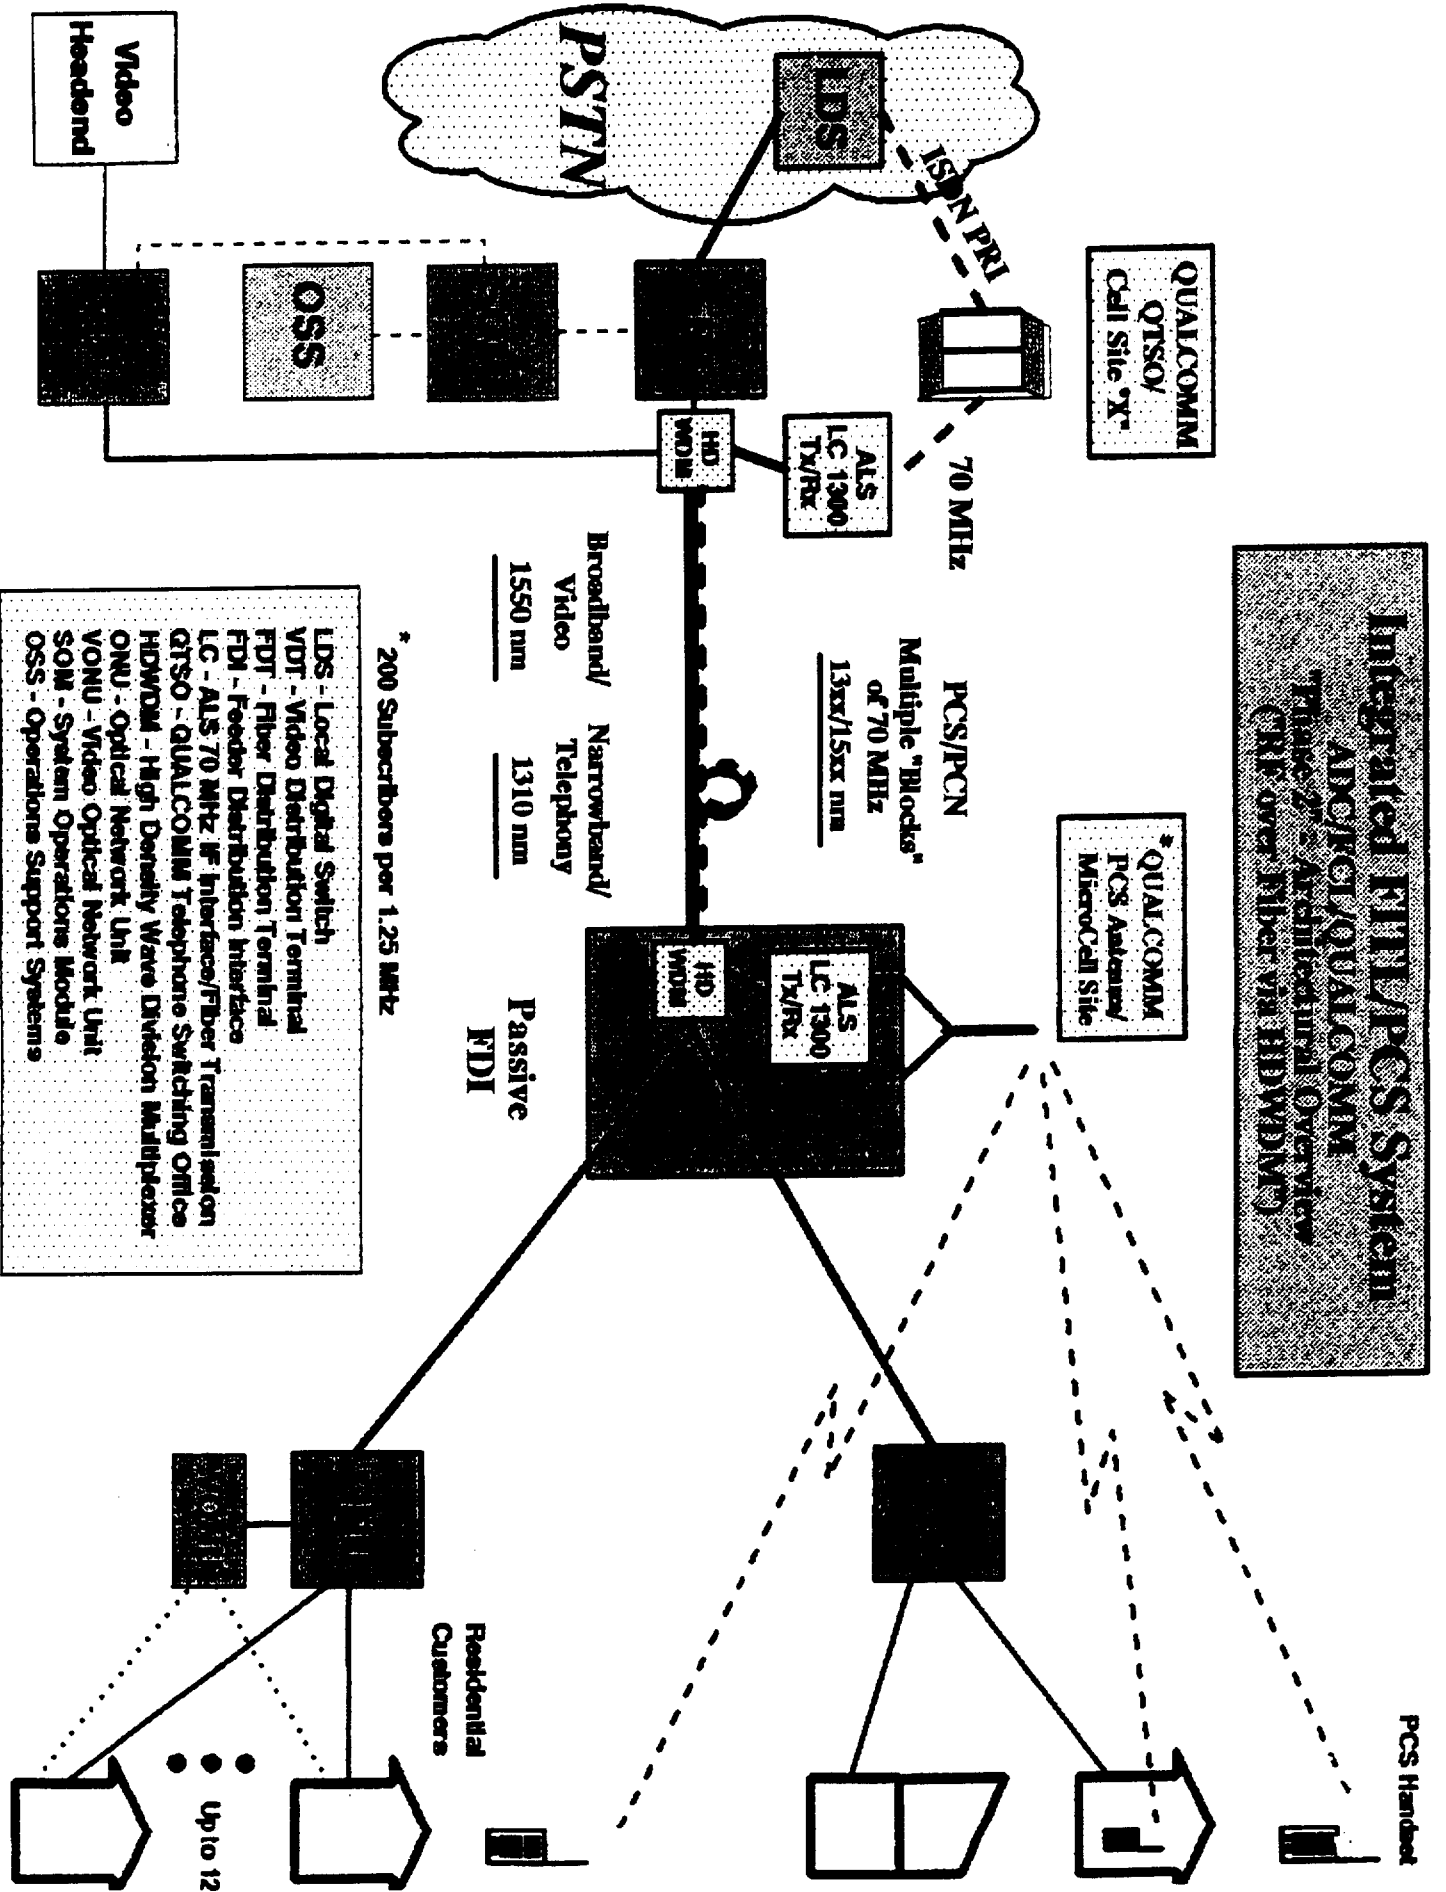 Integrated FITL/PCS System
ADC/FCL/QUALCOMM
"Phase 2" - Architectural Overview
("RF over Fiber via HDWDM")
QUALCOMM
QTSO/
Cell Site "X"
* QUALCOMM
PCS Antenna/
MicroCell Site
PCS Handset
ISDN PRI
70 MHz
LDS
PSTN
ALS
LC 1300
Tx/Rx
HD
WDM
PCS/PCN
Multiple "Blocks"
of 70 MHz
13xx/15xx nm
ALS
LC 1300
Tx/Rx
HD
WDM
Broadband/
Video
1550 nm
Narrowband/
Telephony
1310 nm
Passive
FDI
OSS
Video
Headend
* 200 Subscribers per 1.25 MHz
LDS - Local Digital Switch
VDT - Video Distribution Terminal
FDT - Fiber Distribution Terminal
FDI - Feeder Distribution Interface
LC - ALS 70 MHz IF Interface/Fiber Transmission
QTSO - QUALCOMM Telephone Switching Office
HDWDM - High Density Wave Division Multiplexor
ONU - Optical Network Unit
VONU - Video Optical Network Unit
SOM - System Operations Module
OSS - Operations Support Systems
VONU
Residential
Customers
Up to 12